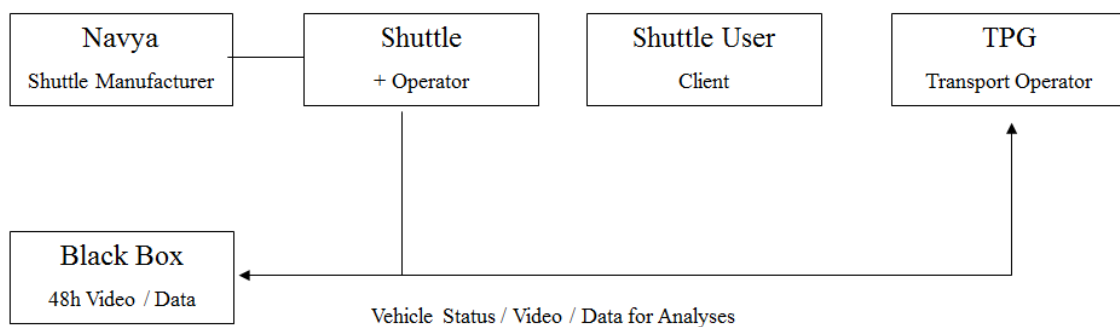 Navya
Shuttle Manufacturer
Shuttle
+ Operator
Shuttle User
Client
TPG
Transport Operator
Black Box
48h Video / Data
Vehicle Status / Video / Data for Analyses